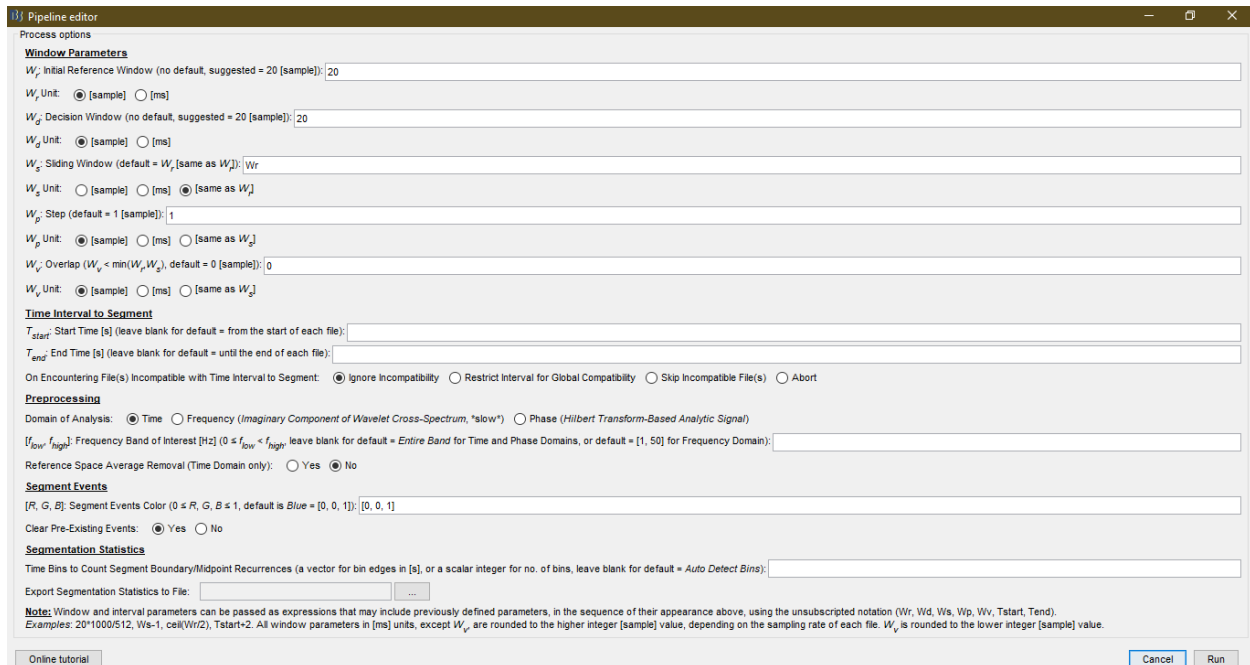 Pipeline editor
Process options
Window Parameters
Wr: Initial Reference Window (no default, suggested = 20 [sample]): 20
Wr Unit: [sample] [ms]
Wd: Decision Window (no default, suggested = 20 [sample]): 20
Wd Unit: [sample] [ms]
Ws: Sliding Window (default = Wr [same as Wr]): Wr
Ws Unit: [sample] [ms] [same as Wr]
Wp: Step (default = 1 [sample]): 1
Wp Unit: [sample] [ms] [same as Ws]
Wv: Overlap (Wv < min(Wr,Ws), default = 0 [sample]): 0
Wv Unit: [sample] [ms] [same as Ws]
Time Interval to Segment
Tstart: Start Time [s] (leave blank for default = from the start of each file):
Tend: End Time [s] (leave blank for default = until the end of each file):
On Encountering File(s) Incompatible with Time Interval to Segment: Ignore Incompatibility Restrict Interval for Global Compatibility Skip Incompatible File(s) Abort
Preprocessing
Domain of Analysis: Time Frequency (Imaginary Component of Wavelet Cross-Spectrum, *slow*) Phase (Hilbert Transform-Based Analytic Signal)
[flow, fhigh]: Frequency Band of Interest [Hz] (0 ≤ flow < fhigh, leave blank for default = Entire Band for Time and Phase Domains, or default = [1, 50] for Frequency Domain):
Reference Space Average Removal (Time Domain only): Yes No
Segment Events
[R, G, B]: Segment Events Color (0 ≤ R, G, B ≤ 1, default is Blue = [0, 0, 1]): [0, 0, 1]
Clear Pre-Existing Events: Yes No
Segmentation Statistics
Time Bins to Count Segment Boundary/Midpoint Recurrences (a vector for bin edges in [s], or a scalar integer for no. of bins, leave blank for default = Auto Detect Bins):
Export Segmentation Statistics to File: ...
Note: Window and interval parameters can be passed as expressions that may include previously defined parameters, in the sequence of their appearance above, using the unsubscripted notation (Wr, Wd, Ws, Wp, Wv, Tstart, Tend).
Examples: 20*1000/512, Ws-1, ceil(Wr/2), Tstart+2. All window parameters in [ms] units, except Wv, are rounded to the higher integer [sample] value, depending on the sampling rate of each file. Wv is rounded to the lower integer [sample] value.
Online tutorial Cancel Run